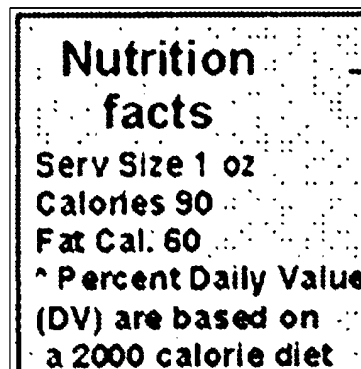 Nutrition
facts
Serv Size 1 oz
Calories 90
Fat Cal. 60
^ Percent Daily Value
(DV) are based on
a 2000 calorie diet